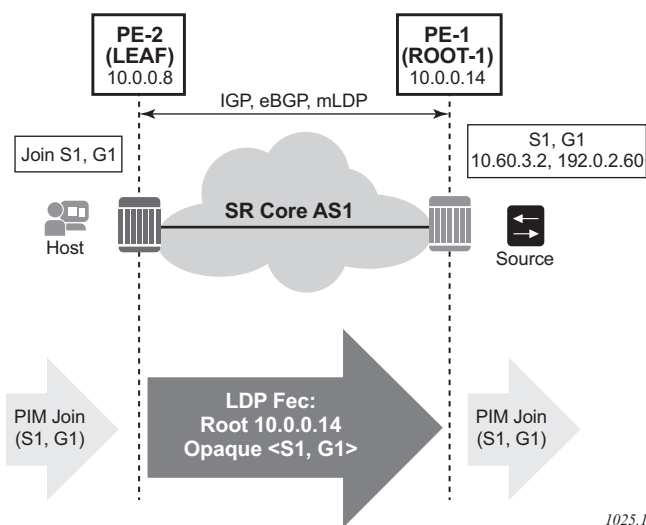 PE-2
(LEAF)
10.0.0.8
PE-1
(ROOT-1)
10.0.0.14
IGP, eBGP, mLDP
Join S1, G1
S1, G1
10.60.3.2, 192.0.2.60
SR Core AS1
Host
Source
PIM Join
(S1, G1)
LDP Fec:
Root 10.0.0.14
Opaque <S1, G1>
PIM Join
(S1, G1)
1025.1